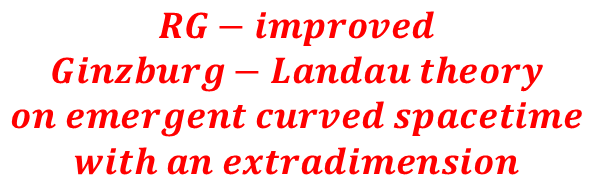 RG − improved
Ginzburg − Landau theory
on emergent curved spacetime
with an extradimension